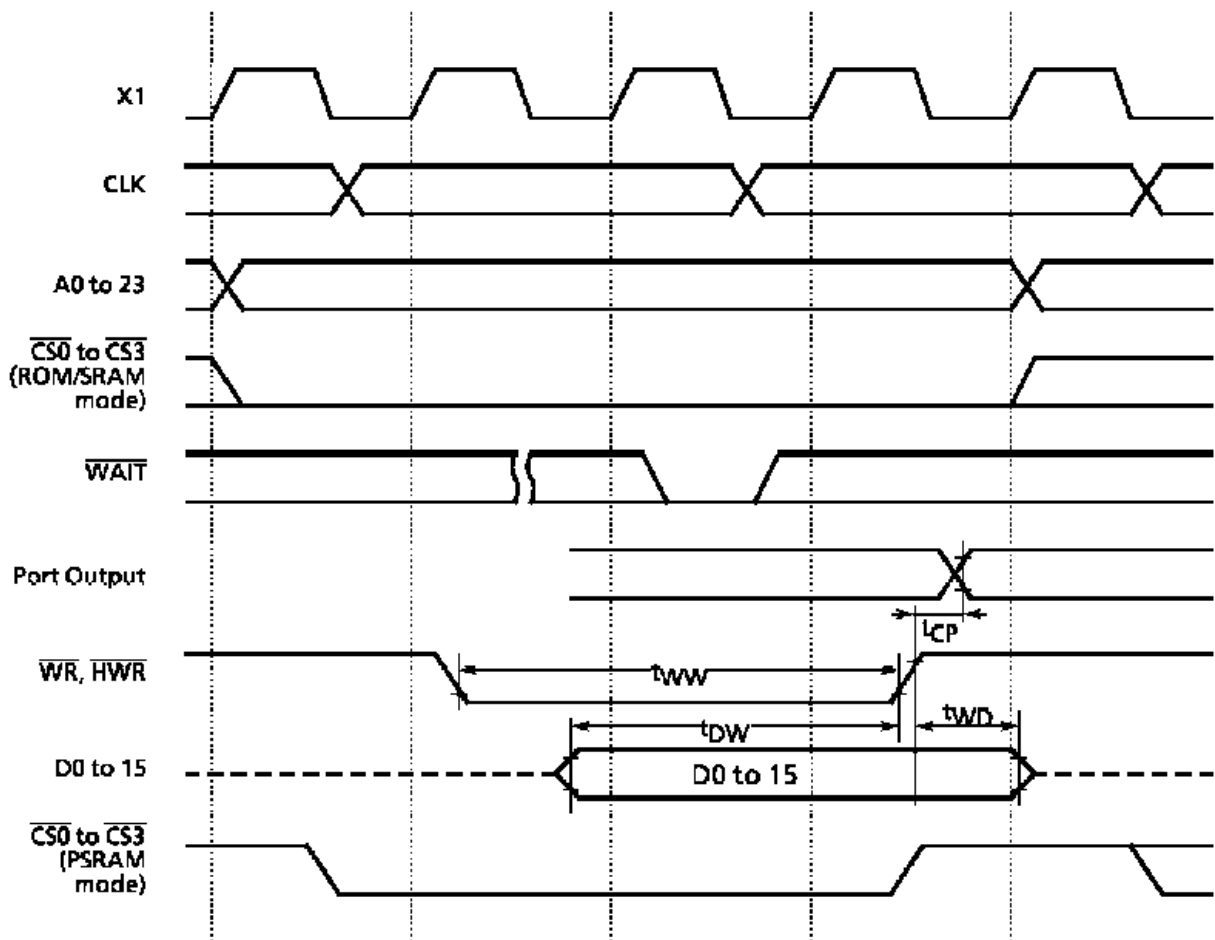 X1
CLK
A0 to 23
CS0 to CS3
(ROM/SRAM
mode)
WAIT
Port Output
tCP
WR, HWR
tWW
tWD
tDW
D0 to 15
D0 to 15
CS0 to CS3
(PSRAM
mode)